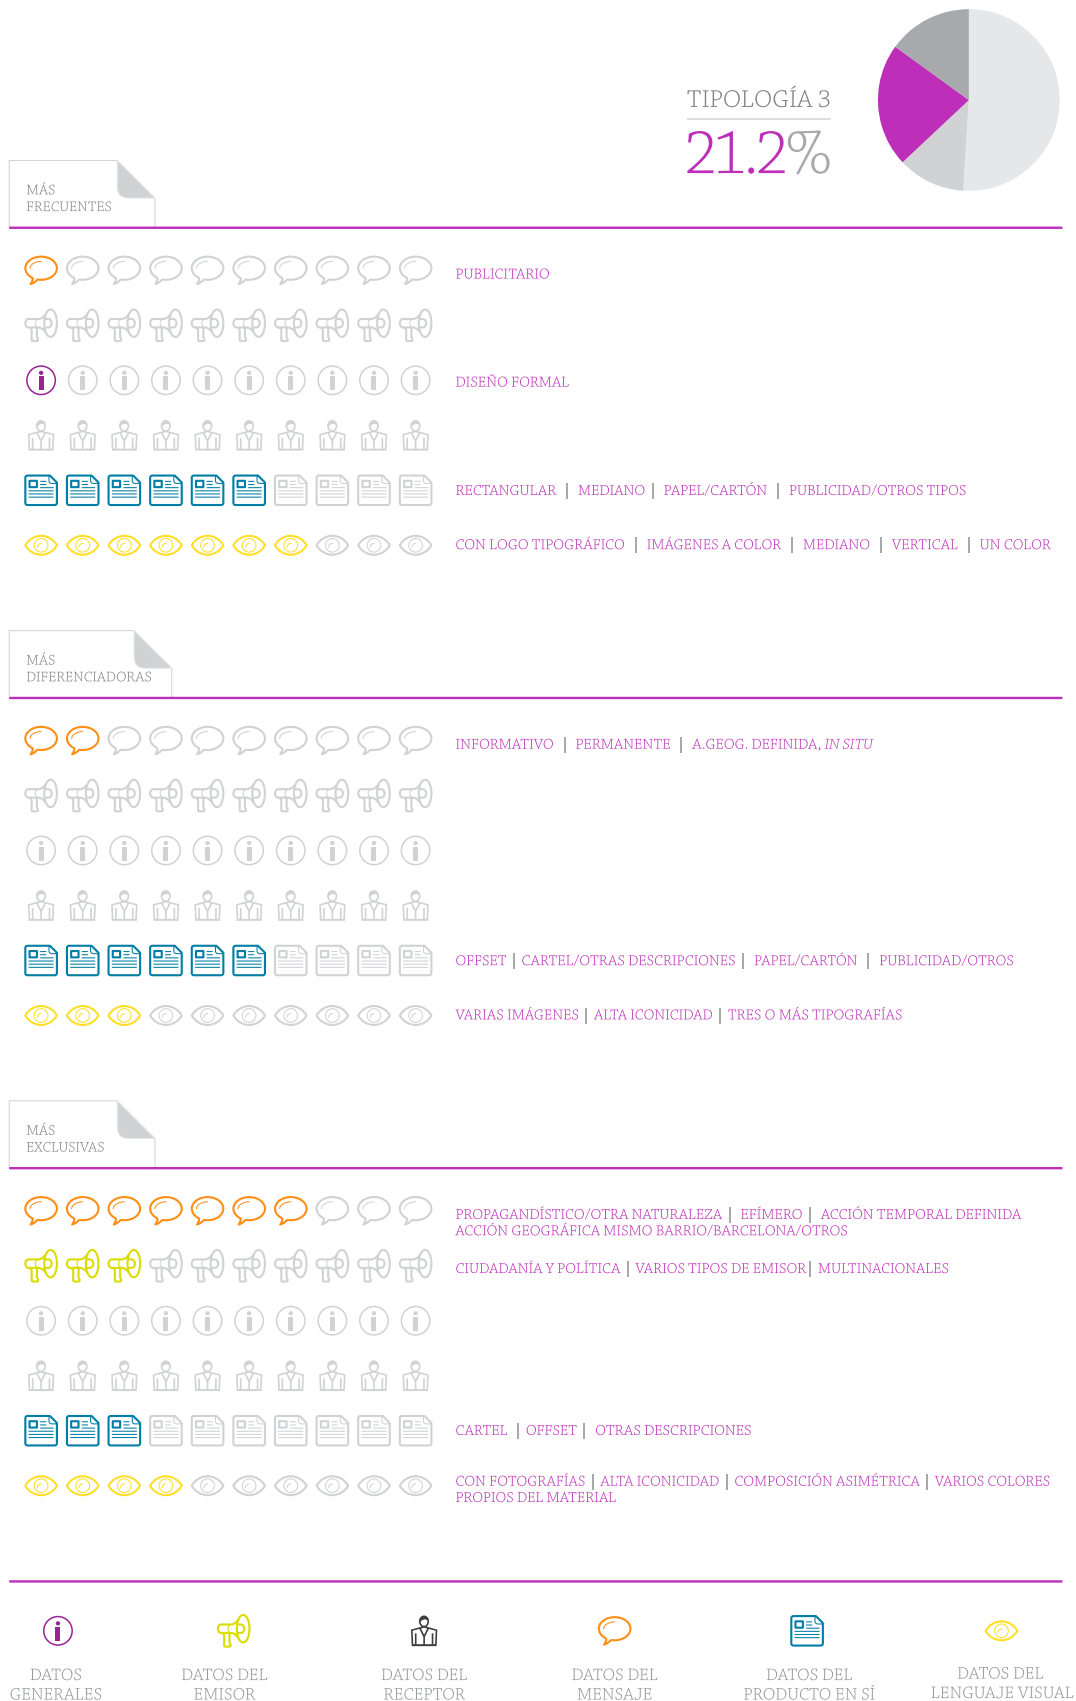 TIPOLOGÍA 3
21.2%
MÁS
FRECUENTES
PUBLICITARIO
DISEÑO FORMAL
RECTANGULAR | MEDIANO | PAPEL/CARTÓN | PUBLICIDAD/OTROS TIPOS
CON LOGO TIPOGRÁFICO | IMÁGENES A COLOR | MEDIANO | VERTICAL | UN COLOR
MÁS
DIFERENCIADORAS
INFORMATIVO | PERMANENTE | A.GEOG. DEFINIDA, IN SITU
OFFSET | CARTEL/OTRAS DESCRIPCIONES | PAPEL/CARTÓN | PUBLICIDAD/OTROS
VARIAS IMÁGENES | ALTA ICONICIDAD | TRES O MÁS TIPOGRAFÍAS
MÁS
EXCLUSIVAS
PROPAGANDÍSTICO/OTRA NATURALEZA | EFÍMERO | ACCIÓN TEMPORAL DEFINIDA
ACCIÓN GEOGRÁFICA MISMO BARRIO/BARCELONA/OTROS
CIUDADANÍA Y POLÍTICA | VARIOS TIPOS DE EMISOR | MULTINACIONALES
CARTEL | OFFSET | OTRAS DESCRIPCIONES
CON FOTOGRAFÍAS | ALTA ICONICIDAD | COMPOSICIÓN ASIMÉTRICA | VARIOS COLORES
PROPIOS DEL MATERIAL
DATOS
GENERALES
DATOS DEL
EMISOR
DATOS DEL
RECEPTOR
DATOS DEL
MENSAJE
DATOS DEL
PRODUCTO EN SÍ
DATOS DEL
LENGUAJE VISUAL